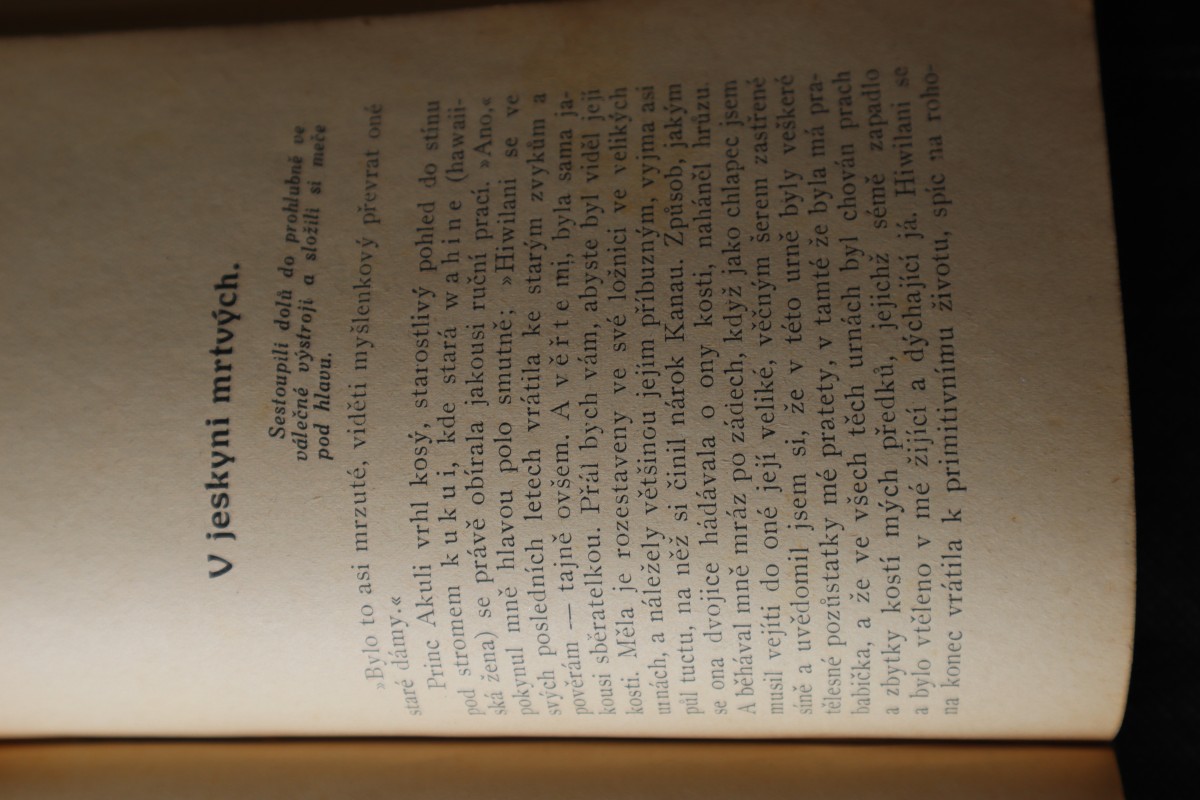 V jeskyni mrtvých.
Sestoupili dolů do prohlubně ve
válečné výstroji a složili si meče
pod hlavu.
»Bylo to asi mrzuté, viděti myšlenkový převrat oné
staré dámy.«
Princ Akuli vrhl kosý, starostlivý pohled do stínu
pod stromem kukui, kde stará wahine (hawaii-
ská žena) se právě obírala jakousi ruční prací. »Ano,«
pokynul mně hlavou polo smutně; »Hiwilani se ve
svých posledních letech vrátila ke starým zvykům a
pověrám — tajně ovšem. A věřte mi, byla sama ja-
kousi sběratelkou. Přál bych vám, abyste byl viděl její
kosti. Měla je rozestaveny ve své ložnici ve velikých
urnách, a náležely většinou jejím příbuzným, vyjma asi
půl tuctu, na něž si činil nárok Kanau. Způsob, jakým
se ona dvojice hádávala o ony kosti, naháněl hrůzu.
A běhával mně mráz po zádech, když jako chlapec jsem
musil vejíti do oné její veliké, věčným šerem zastřené
síně a uvědomil jsem si, že v této urně byly veškeré
tělesné pozůstatky mé pratety, v tamté že byla má pra-
babička, a že ve všech těch urnách byl chován prach
a zbytky kostí mých předků, jejichž sémě zapadlo
a bylo vtěleno v mé žijící a dýchající já. Hiwilani se
na konec vrátila k primitivnímu životu, spíc na roho-